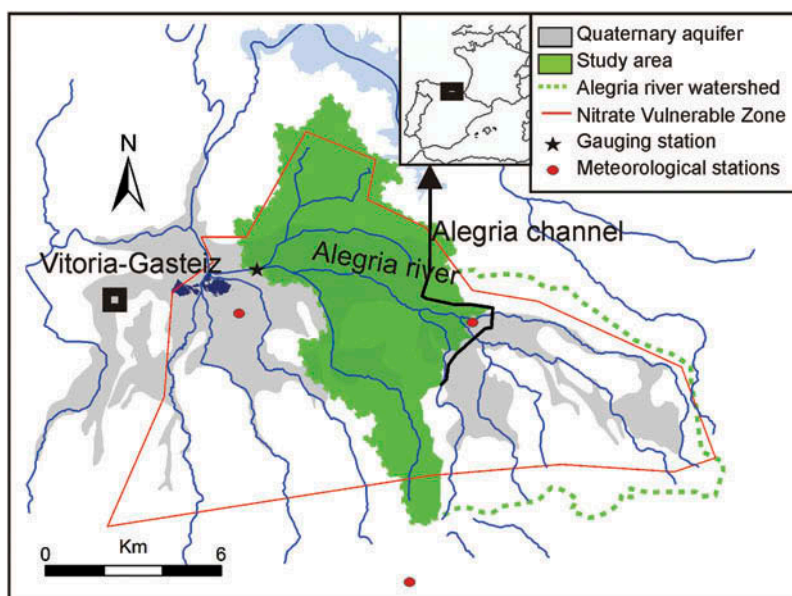 Quaternary aquifer
Study area
Alegria river watershed
Nitrate Vulnerable Zone
Gauging station
Meteorological stations
N
Alegria channel
Alegria river
Vitoria-Gasteiz
Km
0 6